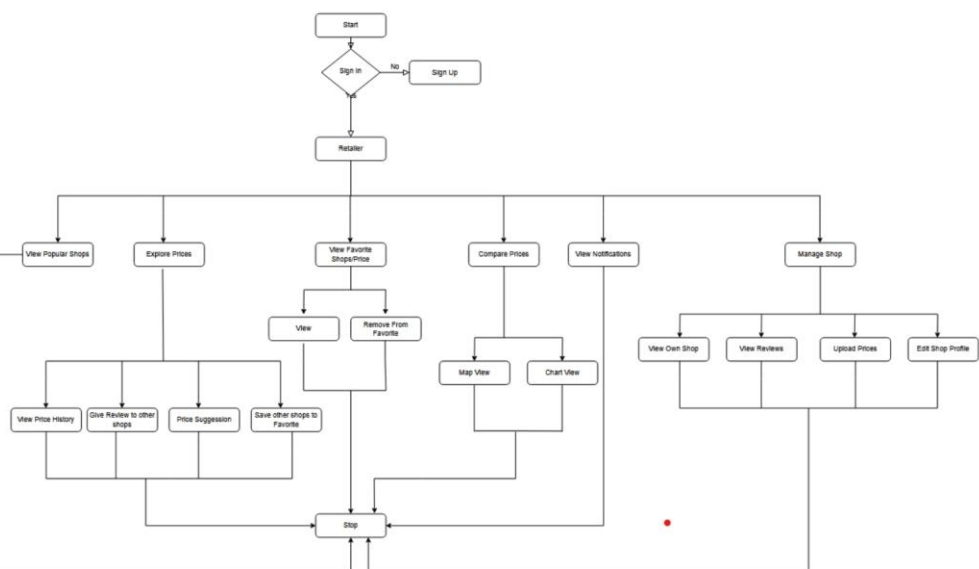 Start
Sign In
No
Sign Up
Yes
Retailer
View Popular Shops
Explore Prices
View Favorite
Shops/Price
Compare Prices
View Notifications
Manage Shop
View
Remove From
Favorite
View Own Shop
View Reviews
Upload Prices
Edit Shop Profile
Map View
Chart View
View Price History
Give Review to other
shops
Price Suggession
Save other shops to
Favorite
Stop